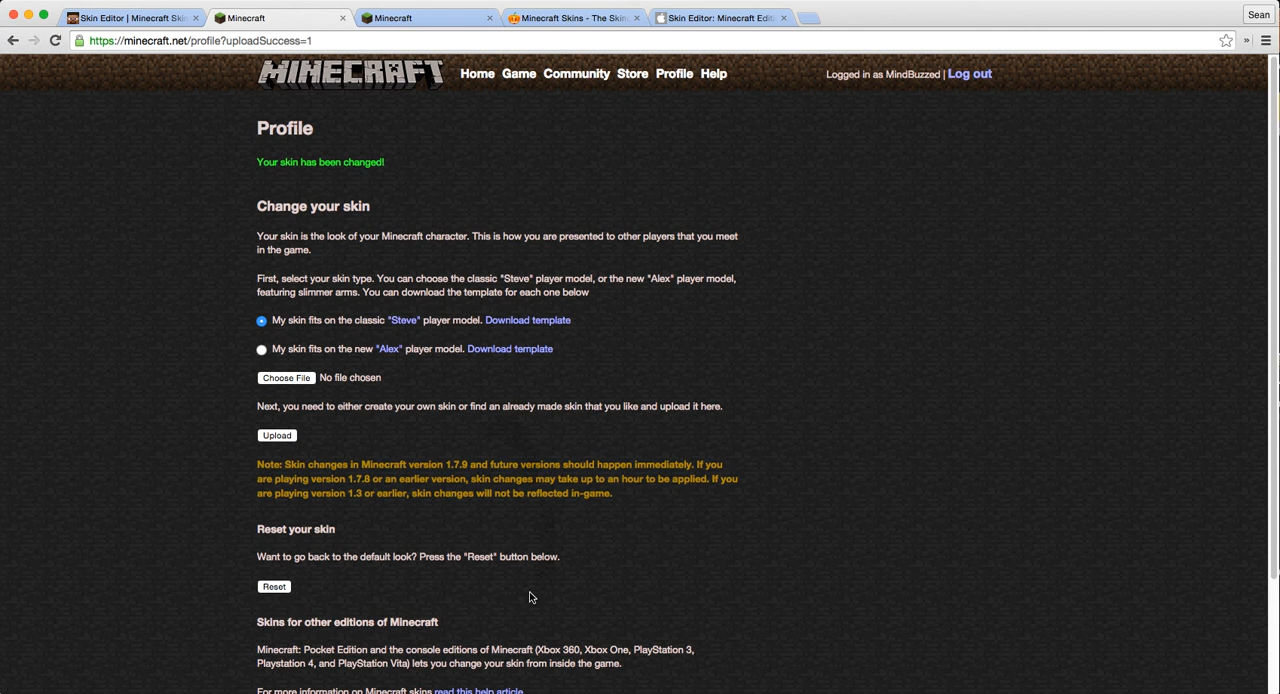 Skin Editor | Minecraft Skin
Minecraft
Minecraft
Minecraft Skins - The Skin
Skin Editor: Minecraft Edit
Sean
https://minecraft.net/profile?uploadSuccess=1
»
MINECRAFT
Home Game Community Store Profile Help
Logged in as MindBuzzed | Log out
Profile
Your skin has been changed!
Change your skin
Your skin is the look of your Minecraft character. This is how you are presented to other players that you meet
in the game.
First, select your skin type. You can choose the classic "Steve" player model, or the new "Alex" player model,
featuring slimmer arms. You can download the template for each one below
My skin fits on the classic "Steve" player model. Download template
My skin fits on the new "Alex" player model. Download template
Choose File No file chosen
Next, you need to either create your own skin or find an already made skin that you like and upload it here.
Upload
Note: Skin changes in Minecraft version 1.7.9 and future versions should happen immediately. If you
are playing version 1.7.8 or an earlier version, skin changes may take up to an hour to be applied. If you
are playing version 1.3 or earlier, skin changes will not be reflected in-game.
Reset your skin
Want to go back to the default look? Press the "Reset" button below.
Reset
Skins for other editions of Minecraft
Minecraft: Pocket Edition and the console editions of Minecraft (Xbox 360, Xbox One, PlayStation 3,
Playstation 4, and PlayStation Vita) lets you change your skin from inside the game.
For more information on Minecraft skins read this help article